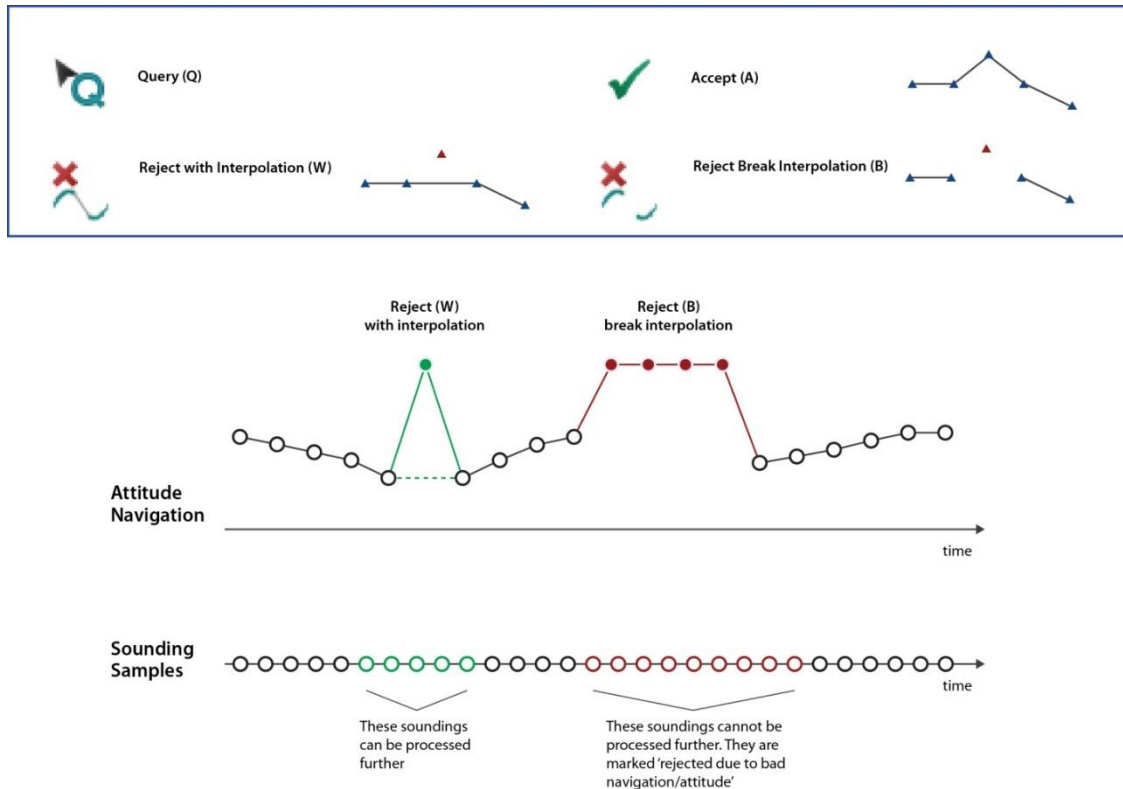 Query (Q)
Accept (A)
Reject with Interpolation (W)
Reject Break Interpolation (B)
Reject (W)
with interpolation
Reject (B)
break interpolation
Attitude
Navigation
time
Sounding
Samples
time
These soundings
can be processed
further
These soundings cannot be
processed further. They are
marked ‘rejected due to bad
navigation/attitude’